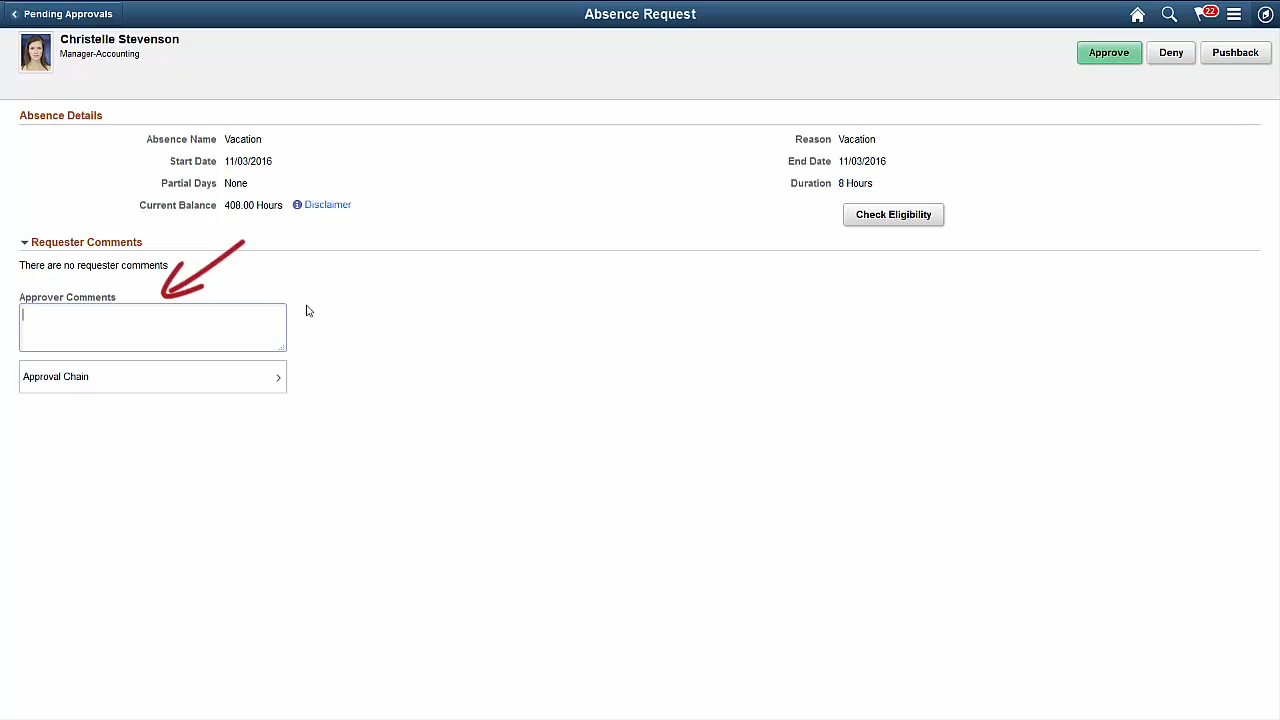 Pending Approvals
Absence Request
22
Christelle Stevenson
Manager-Accounting
Approve
Deny
Pushback
Absence Details
Absence Name Vacation
Reason Vacation
Start Date 11/03/2016
End Date 11/03/2016
Partial Days None
Duration 8 Hours
Current Balance 408.00 Hours Disclaimer
Check Eligibility
Requester Comments
There are no requester comments
Approver Comments
Approval Chain